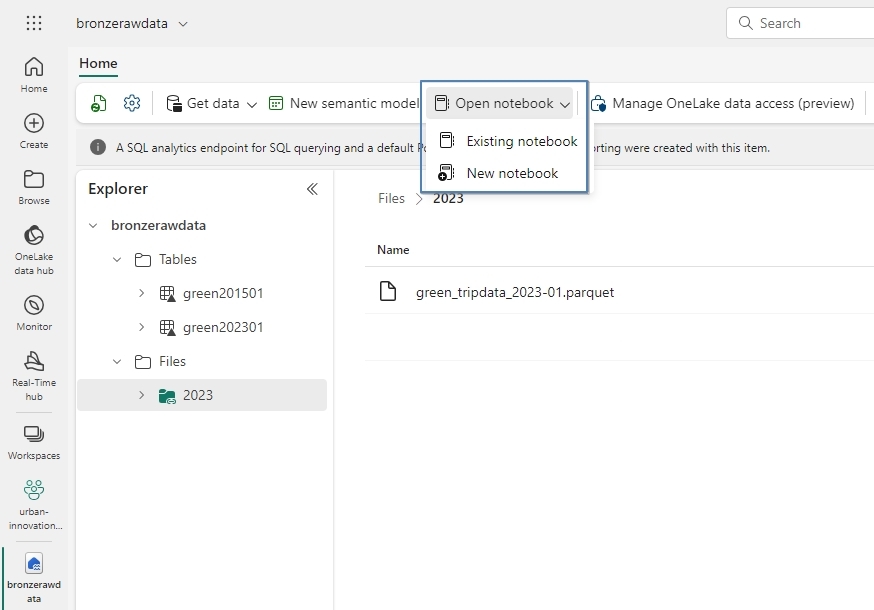 bronzerawdata
Search
Home
Create
Browse
OneLake
data hub
Monitor
Real-Time
hub
Workspaces
urban-
innovation...
bronzerawd
ata
Home
Get data
New semantic model
Open notebook
Manage OneLake data access (preview)
Existing notebook
New notebook
A SQL analytics endpoint for SQL querying and a default Po
orting were created with this item.
Explorer
bronzerawdata
Tables
green201501
green202301
Files
2023
Files
2023
Name
green_tripdata_2023-01.parquet